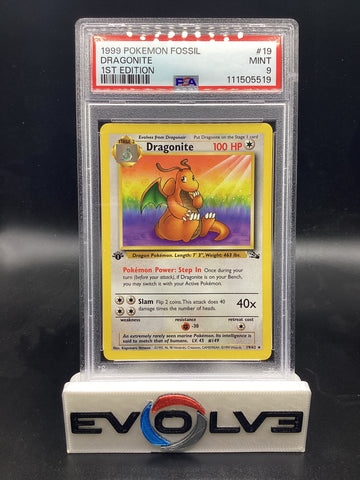 1999 POKEMON FOSSIL #19
DRAGONITE MINT
1ST EDITION 9
PSA 111505519
Evolves from Dragonair Put Dragonite on the Stage 1 card
STAGE 2
Dragonite 100 HP
Dragon Pokémon. Length: 7' 3", Weight: 463 lbs.
Pokémon Power: Step In Once during your
turn (before your attack), if Dragonite is on your
Bench, you may switch it with your Active Pokémon.
Slam Flip 2 coins. This attack does 40
damage times the number of heads. 40x
weakness resistance retreat cost
-30
An extremely rarely seen marine Pokémon. Its intelligence is
said to match that of humans. LV. 45 #149
19/62
EVOLVE